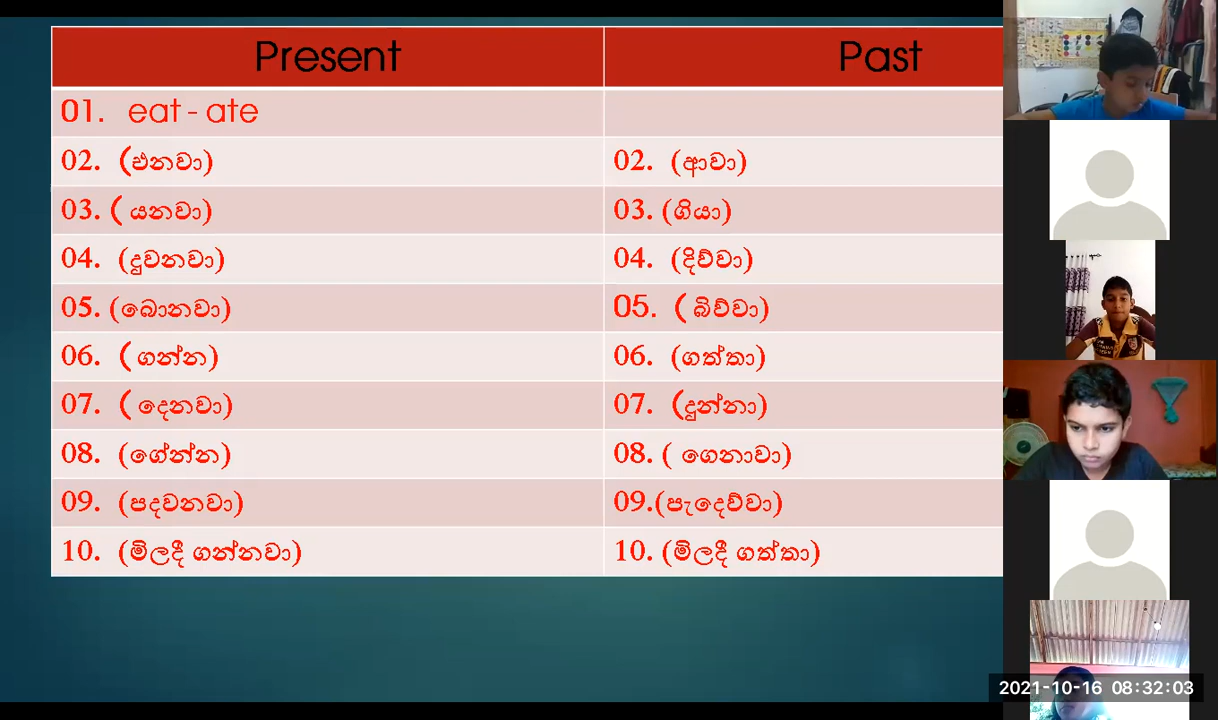 Present Past
01. eat - ate
02. (එනවා) 02. (ආවා)
03. ( යනවා) 03. (ගියා)
04. (දුවනවා) 04. (දිව්වා)
05. (බොනවා) 05. ( බිව්වා)
06. ( ගන්න) 06. (ගත්තා)
07. ( දෙනවා) 07. (දුන්නා)
08. (ගේන්න) 08. ( ගෙනාවා)
09. (පදවනවා) 09.(පැදෙව්වා)
10. (මිලදී ගන්නවා) 10. (මිලදී ගත්තා)
2021-10-16 08:32:03